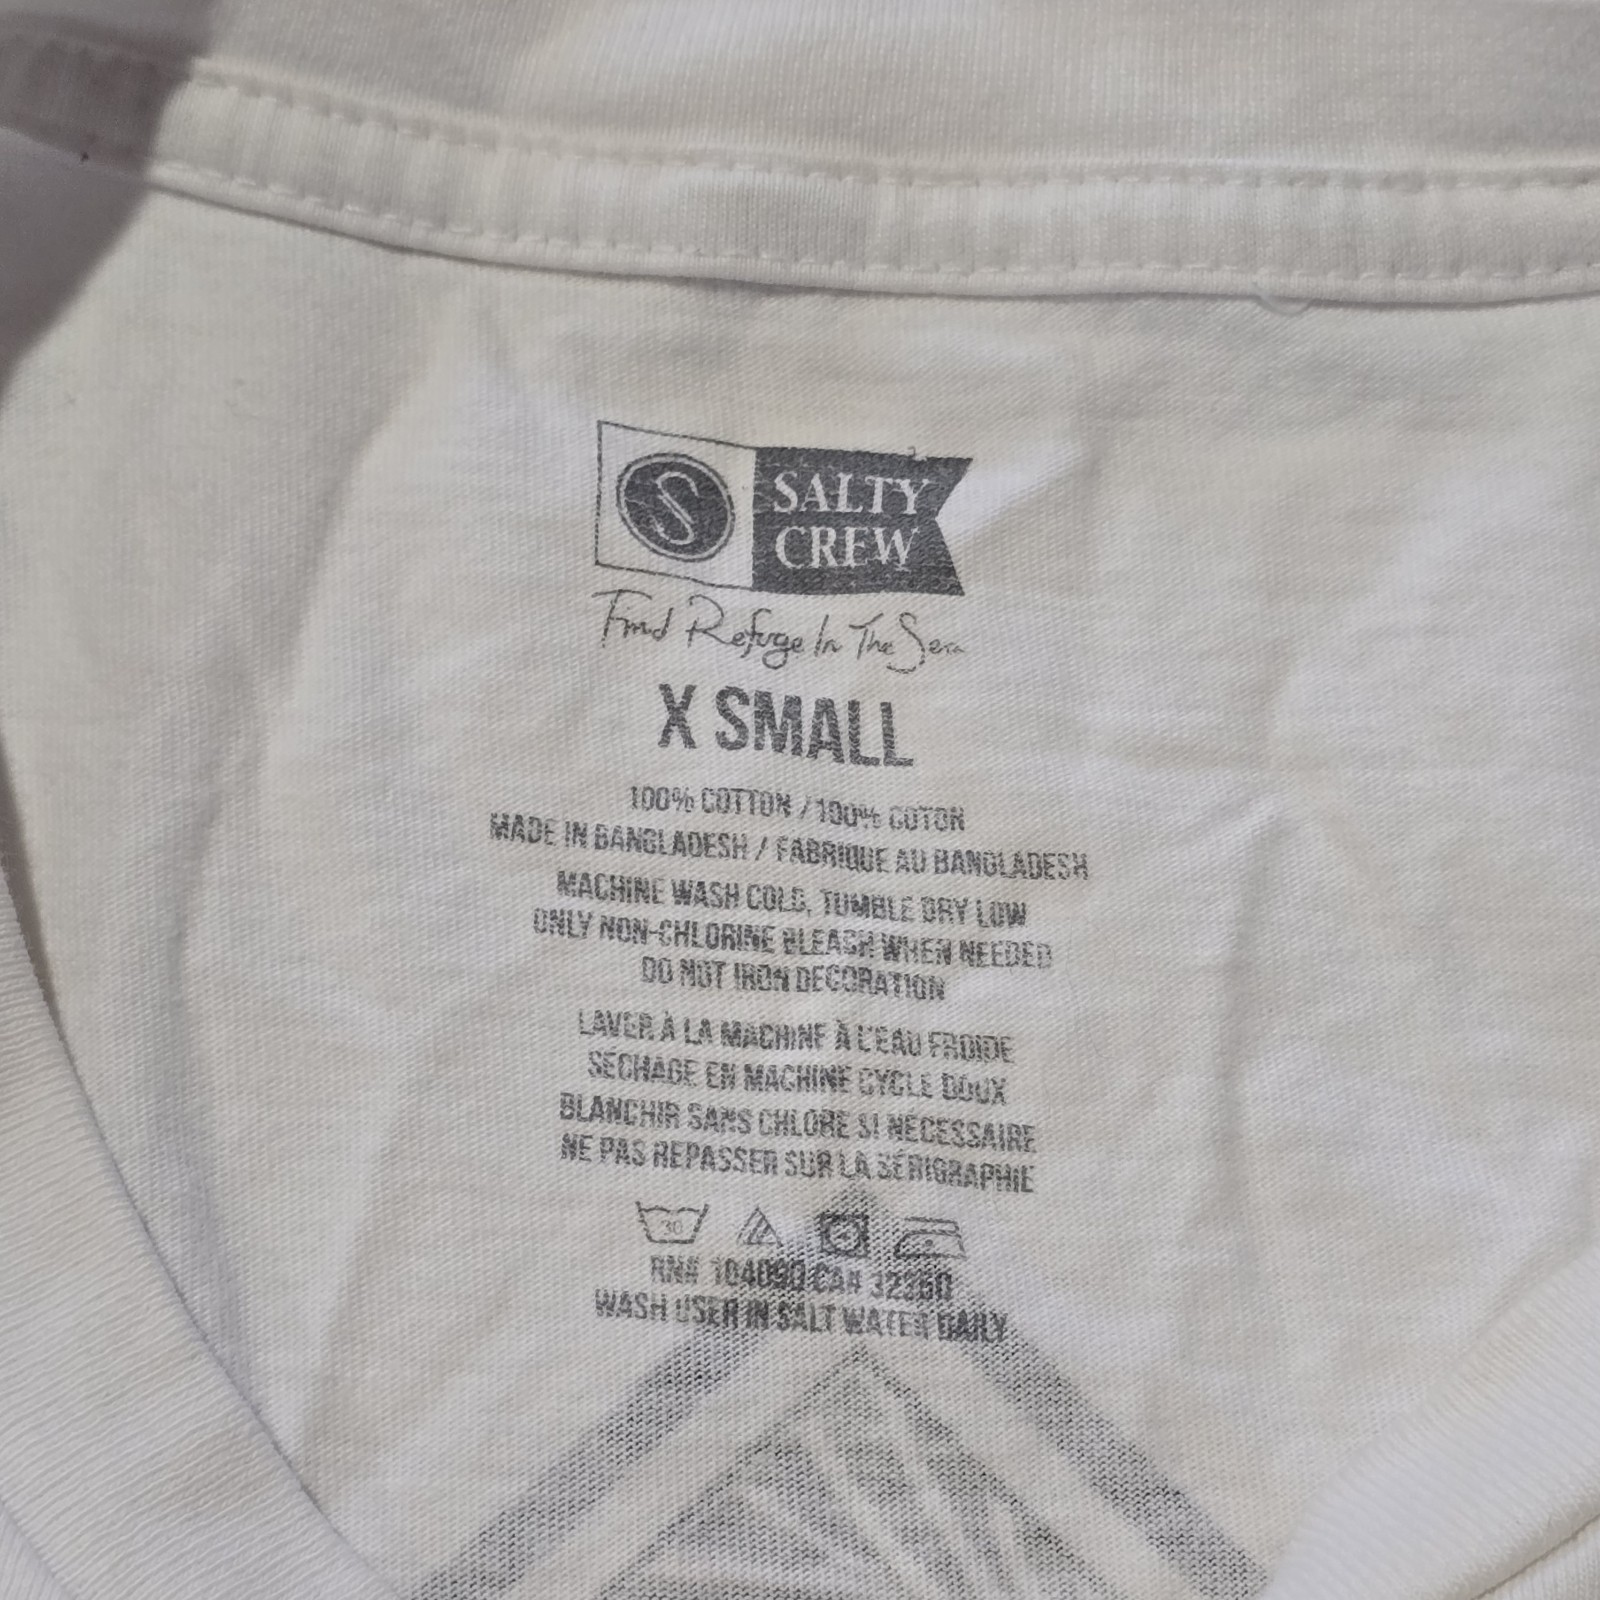 S
SALTY
CREW
Find Refuge In The Sea
X SMALL
100% COTTON / 100% COTON
MADE IN BANGLADESH / FABRIQUE AU BANGLADESH
MACHINE WASH COLD, TUMBLE DRY LOW
ONLY NON-CHLORINE BLEACH WHEN NEEDED
DO NOT IRON DECORATION
LAVER À LA MACHINE À L'EAU FROIDE
SÉCHAGE EN MACHINE CYCLE DOUX
BLANCHIR SANS CHLORE SI NÉCESSAIRE
NE PAS REPASSER SUR LA SÉRIGRAPHIE
30
RN# 104090 CA# 32260
WASH USER IN SALT WATER DAILY